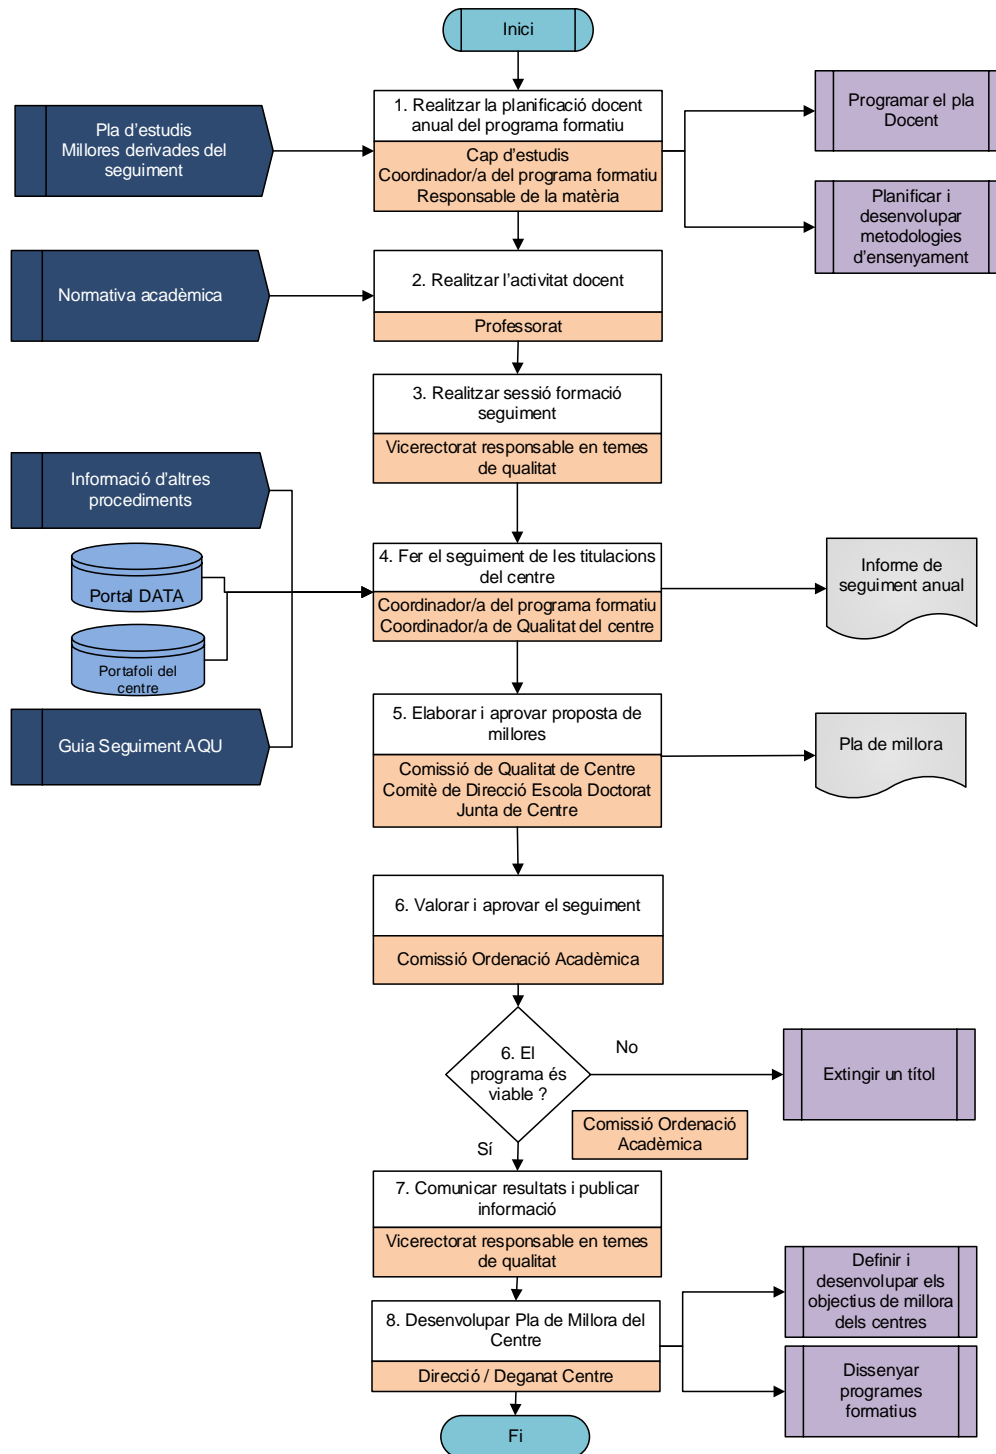 Inici
1. Realitzar la planificació docent
anual del programa formatiu
Cap d'estudis
Coordinador/a del programa formatiu
Responsable de la matèria
Pla d'estudis
Millores derivades del
seguiment
Programar el pla
Docent
Planificar i
desenvolupar
metodologies
d'ensenyament
Normativa acadèmica
2. Realitzar l'activitat docent
Professorat
3. Realitzar sessió formació
seguiment
Vicerectorat responsable en temes
de qualitat
Informació d'altres
procediments
Portal DATA
Portafoli del
centre
Guia Seguiment AQU
4. Fer el seguiment de les titulacions
del centre
Coordinador/a del programa formatiu
Coordinador/a de Qualitat del centre
Informe de
seguiment anual
5. Elaborar i aprovar proposta de
millores
Comissió de Qualitat de Centre
Comitè de Direcció Escola Doctorat
Junta de Centre
Pla de millora
6. Valorar i aprovar el seguiment
Comissió Ordenació Acadèmica
6. El
programa és
viable ?
No
Extingir un títol
Comissió Ordenació
Acadèmica
Sí
7. Comunicar resultats i publicar
informació
Vicerectorat responsable en temes
de qualitat
8. Desenvolupar Pla de Millora del
Centre
Direcció / Deganat Centre
Definir i
desenvolupar els
objectius de millora
dels centres
Dissenyar
programes
formatius
Fi